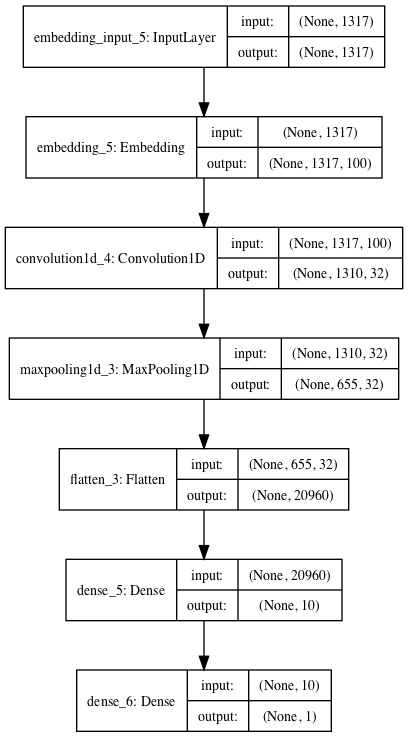 embedding_input_5: InputLayer
input: (None, 1317)
output: (None, 1317)
embedding_5: Embedding
input: (None, 1317)
output: (None, 1317, 100)
convolution1d_4: Convolution1D
input: (None, 1317, 100)
output: (None, 1310, 32)
maxpooling1d_3: MaxPooling1D
input: (None, 1310, 32)
output: (None, 655, 32)
flatten_3: Flatten
input: (None, 655, 32)
output: (None, 20960)
dense_5: Dense
input: (None, 20960)
output: (None, 10)
dense_6: Dense
input: (None, 10)
output: (None, 1)